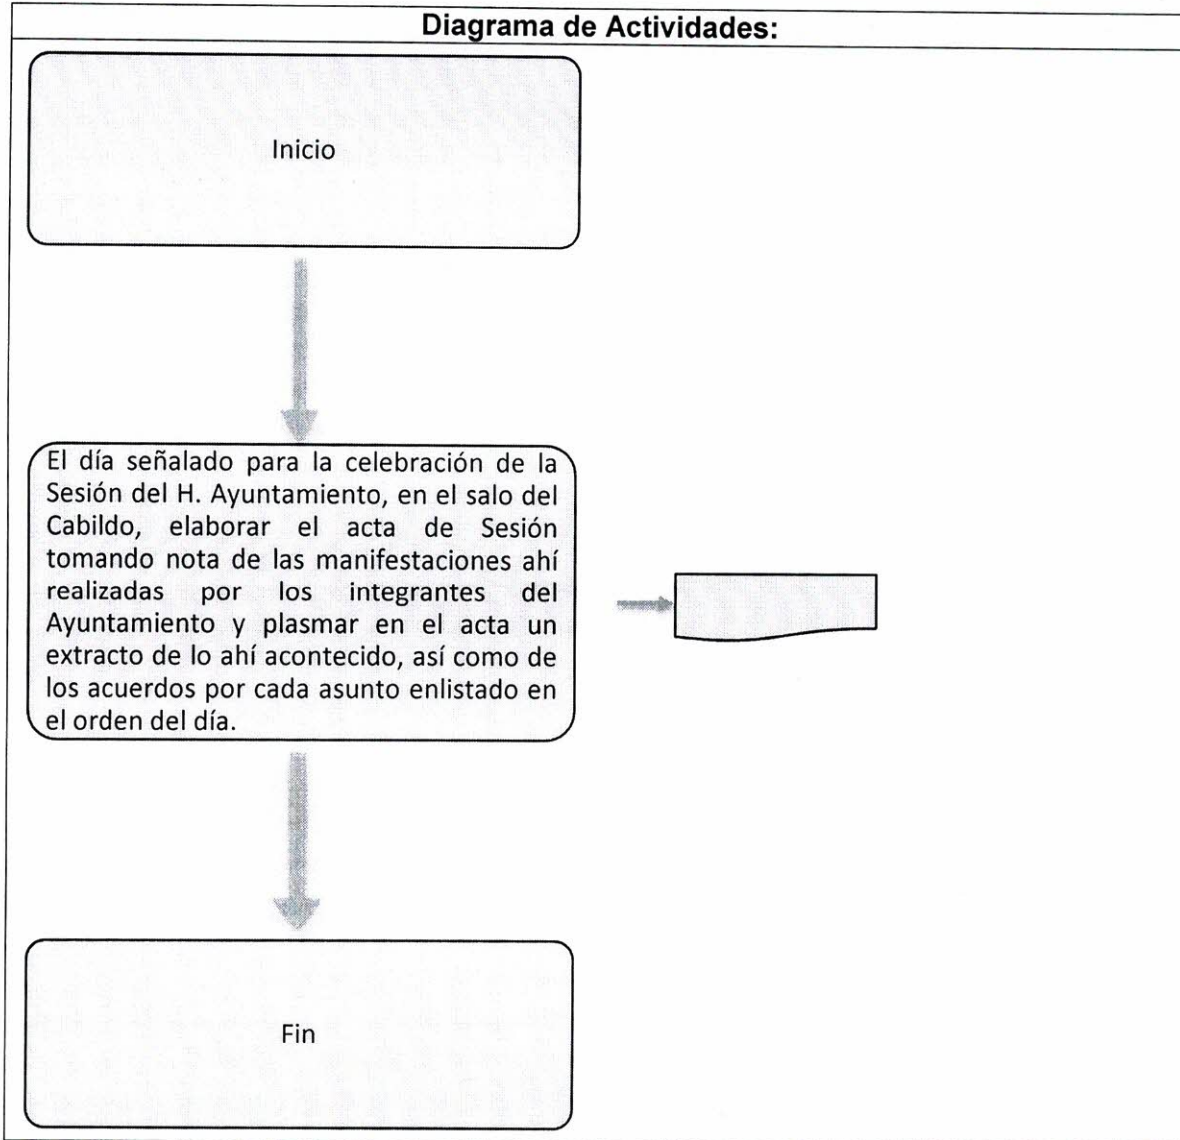 Diagrama de Actividades:
Inicio
El día señalado para la celebración de la
Sesión del H. Ayuntamiento, en el salo del
Cabildo, elaborar el acta de Sesión
tomando nota de las manifestaciones ahí
realizadas por los integrantes del
Ayuntamiento y plasmar en el acta un
extracto de lo ahí acontecido, así como de
los acuerdos por cada asunto enlistado en
el orden del día.
Fin